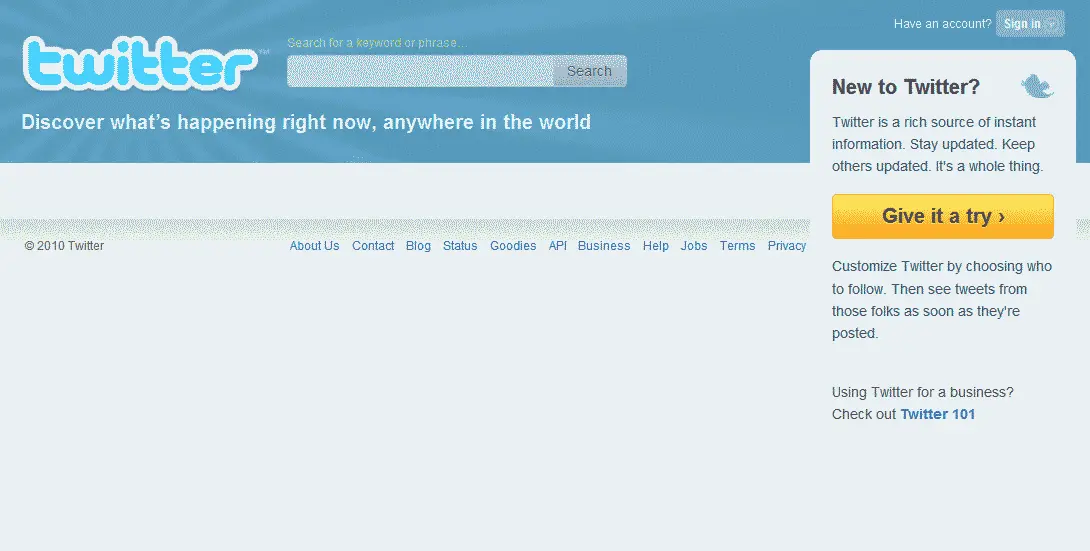 Have an account? Sign in
twitter™
Search for a keyword or phrase...
Search
Discover what's happening right now, anywhere in the world
New to Twitter?
Twitter is a rich source of instant
information. Stay updated. Keep
others updated. It's a whole thing.
Give it a try ›
Customize Twitter by choosing who
to follow. Then see tweets from
those folks as soon as they're
posted.
Using Twitter for a business?
Check out Twitter 101
© 2010 Twitter
About Us Contact Blog Status Goodies API Business Help Jobs Terms Privacy